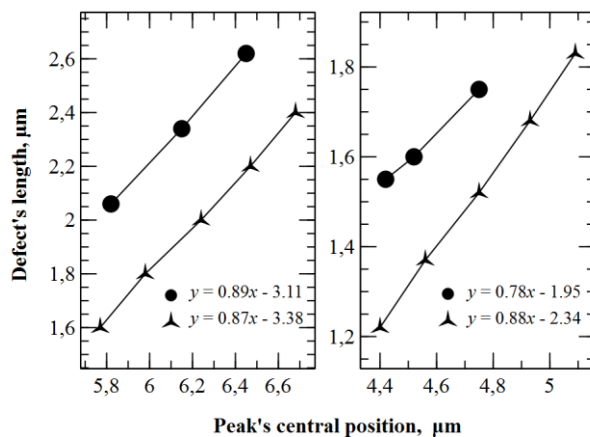 Defect's length, µm
2,6
2,4
2,2
2
1,8
1,6
5,8 6 6,2 6,4 6,6
y = 0.89x - 3.11
y = 0.87x - 3.38
1,8
1,6
1,4
1,2
4,4 4,6 4,8 5
y = 0.78x - 1.95
y = 0.88x - 2.34
Peak's central position, µm